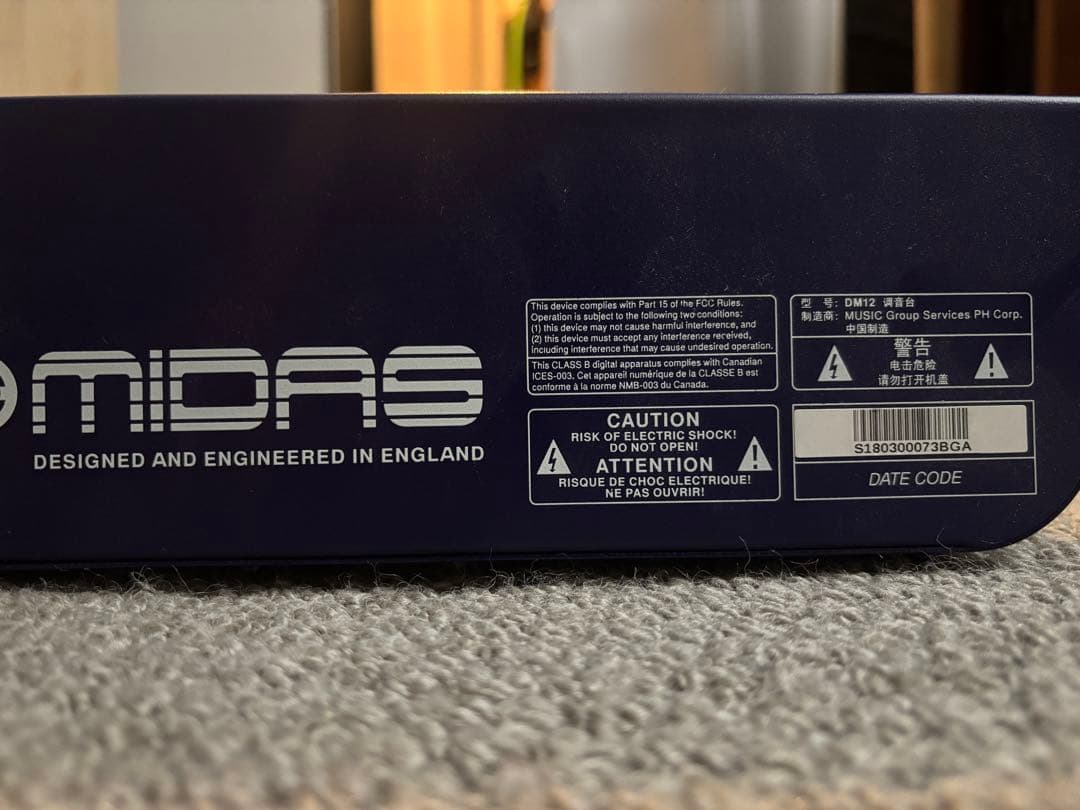 MIDAS
DESIGNED AND ENGINEERED IN ENGLAND
This device complies with Part 15 of the FCC Rules.
Operation is subject to the following two conditions:
(1) this device may not cause harmful interference, and
(2) this device must accept any interference received,
including interference that may cause undesired operation.
This CLASS B digital apparatus complies with Canadian
ICES-003. Cet appareil numérique de la CLASSE B est
conforme à la norme NMB-003 du Canada.
CAUTION
RISK OF ELECTRIC SHOCK!
DO NOT OPEN!
ATTENTION
RISQUE DE CHOC ELECTRIQUE!
NE PAS OUVRIR!
型 号: DM12 调音台
制造商: MUSIC Group Services PH Corp.
中国制造
警告
电击危险
请勿打开机盖
S180300073BGA
DATE CODE